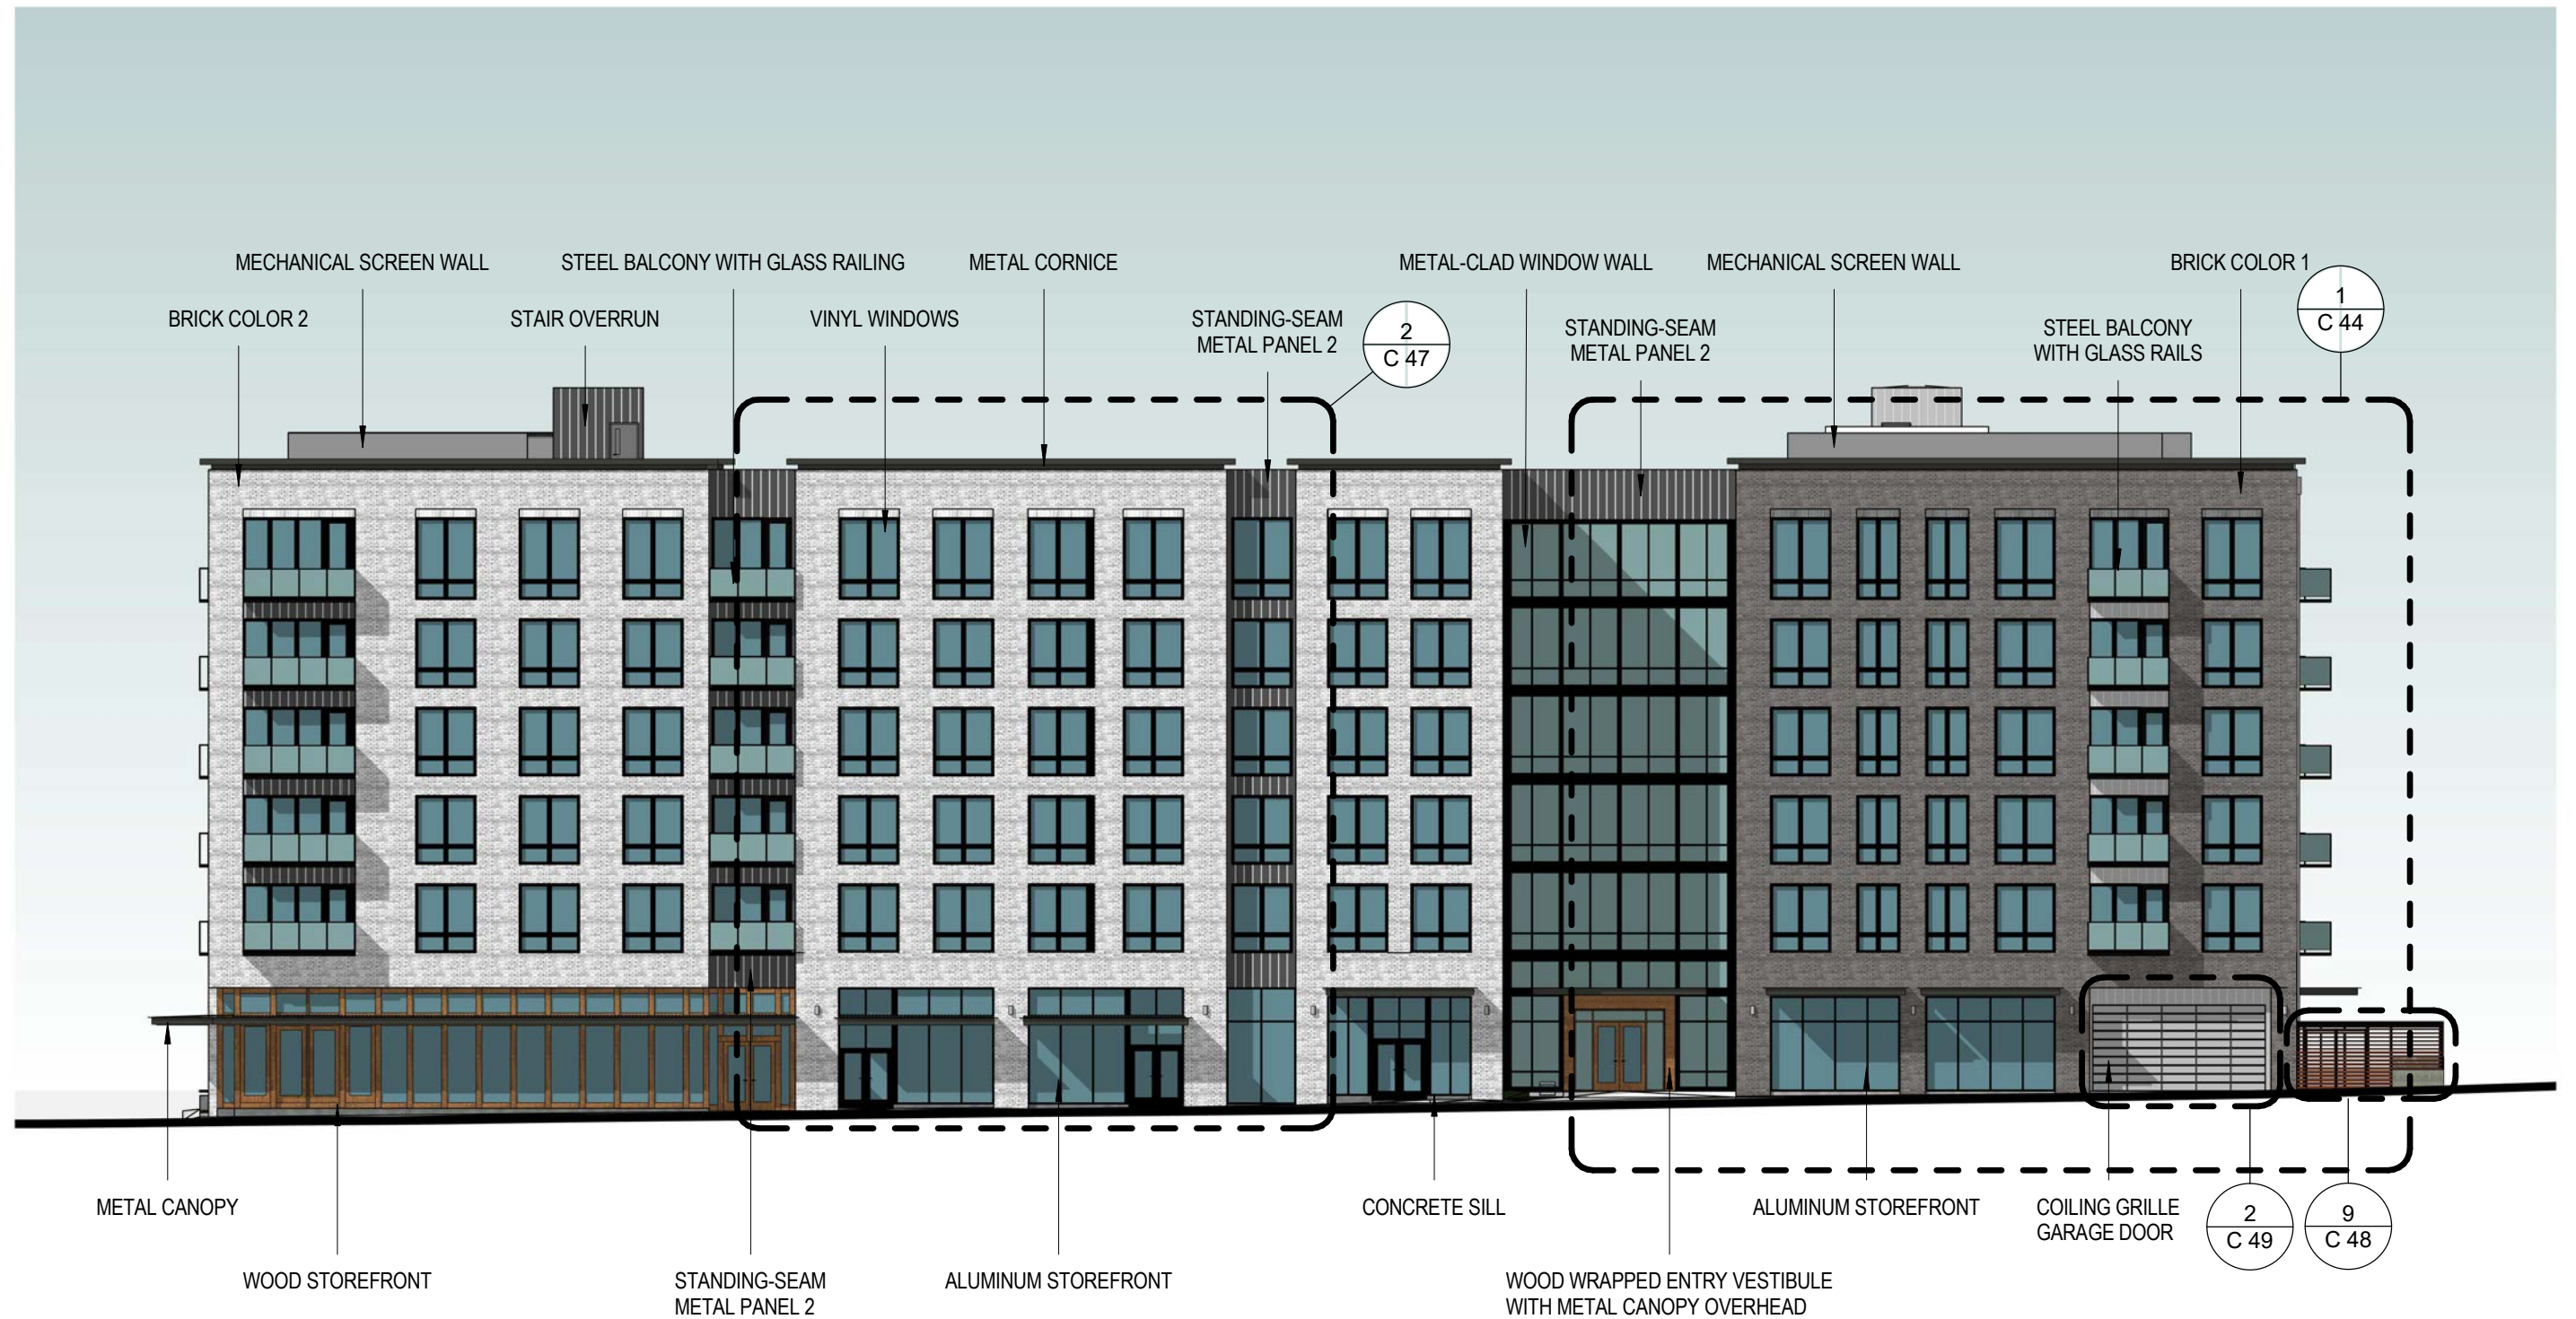 MECHANICAL SCREEN WALL
STEEL BALCONY WITH GLASS RAILING
METAL CORNICE
METAL-CLAD WINDOW WALL
MECHANICAL SCREEN WALL
BRICK COLOR 1
BRICK COLOR 2
STAIR OVERRUN
VINYL WINDOWS
STANDING-SEAM
METAL PANEL 2
2
C 47
STANDING-SEAM
METAL PANEL 2
STEEL BALCONY
WITH GLASS RAILS
1
C 44
METAL CANOPY
CONCRETE SILL
ALUMINUM STOREFRONT
COILING GRILLE
GARAGE DOOR
2
C 49
9
C 48
WOOD STOREFRONT
STANDING-SEAM
METAL PANEL 2
ALUMINUM STOREFRONT
WOOD WRAPPED ENTRY VESTIBULE
WITH METAL CANOPY OVERHEAD